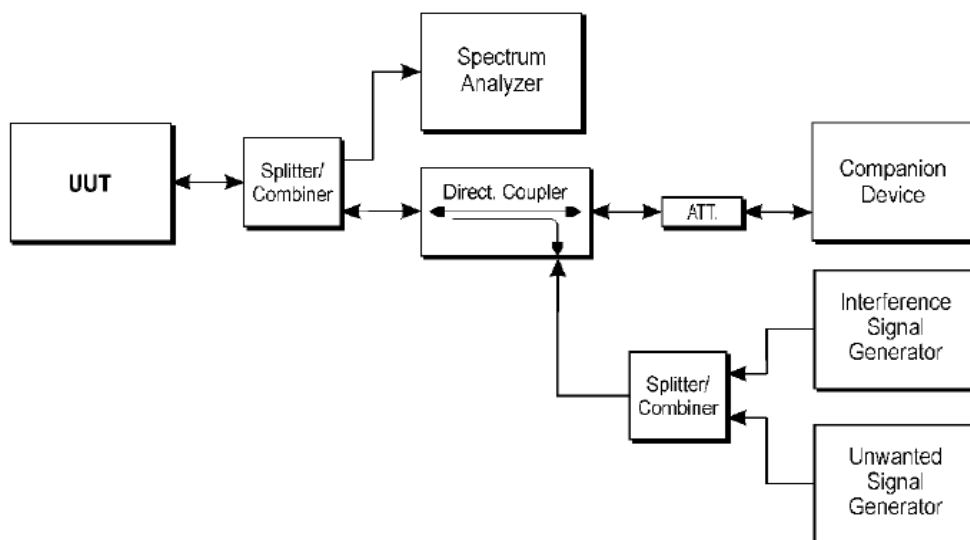 Spectrum
Analyzer
UUT
Splitter/
Combiner
Direct. Coupler
ATT.
Companion
Device
Interference
Signal
Generator
Splitter/
Combiner
Unwanted
Signal
Generator